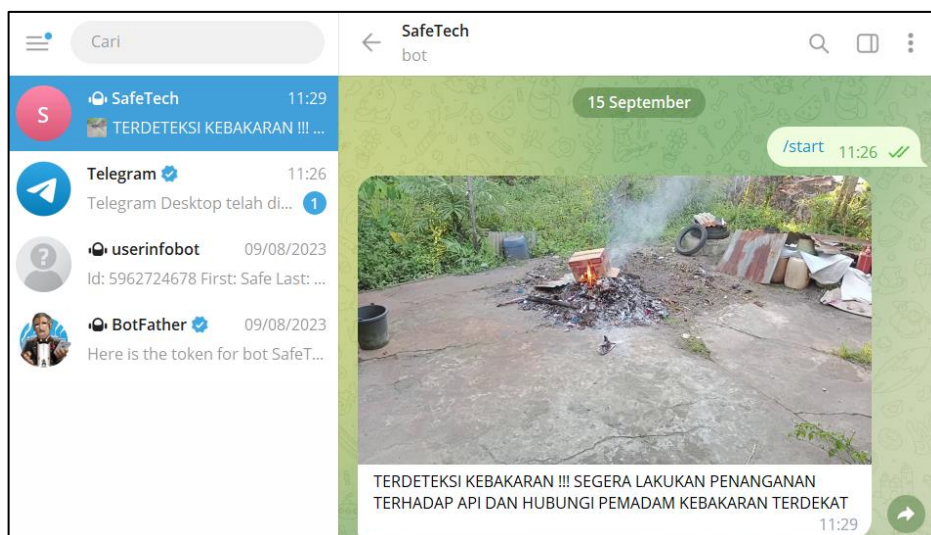 Cari
SafeTech 11:29
TERDETEKSI KEBAKARAN !!! ...
Telegram 11:26
Telegram Desktop telah di... 1
userinfobot 09/08/2023
Id: 5962724678 First: Safe Last: ...
BotFather 09/08/2023
Here is the token for bot SafeT...
S
SafeTech
bot
15 September
/start 11:26
TERDETEKSI KEBAKARAN !!! SEGERA LAKUKAN PENANGANAN
TERHADAP API DAN HUBUNGI PEMADAM KEBAKARAN TERDEKAT
11:29